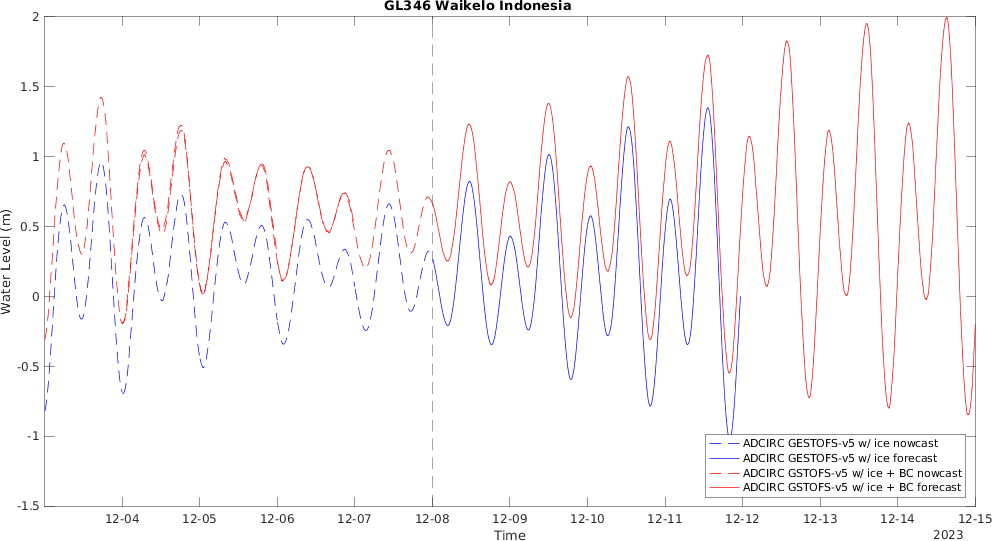 GL346 Waikelo Indonesia
Water Level (m)
2
1.5
1
0.5
0
-0.5
-1
-1.5
ADCIRC GESTOFS-v5 w/ ice nowcast
ADCIRC GESTOFS-v5 w/ ice forecast
ADCIRC GSTOFS-v5 w/ ice + BC nowcast
ADCIRC GSTOFS-v5 w/ ice + BC forecast
12-04 12-05 12-06 12-07 12-08 12-09 12-10 12-11 12-12 12-13 12-14 12-15
Time
2023